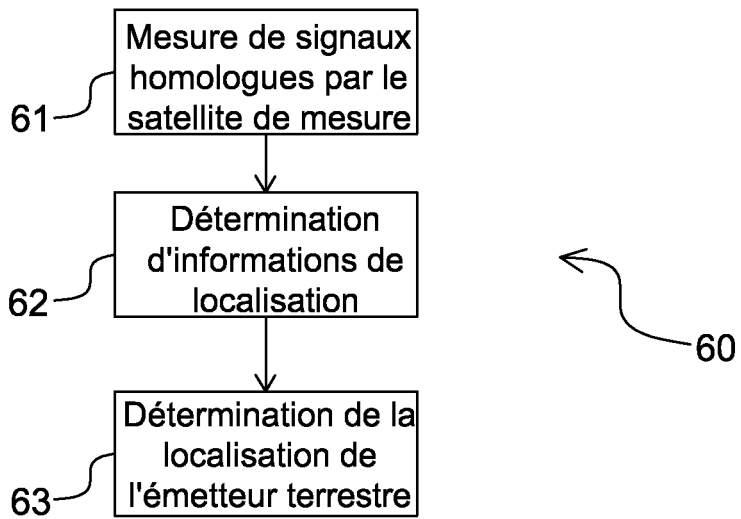 Mesure de signaux
homologues par le
satellite de mesure
61
Détermination
d'informations de
localisation
62
60
Détermination de la
localisation de
l'émetteur terrestre
63